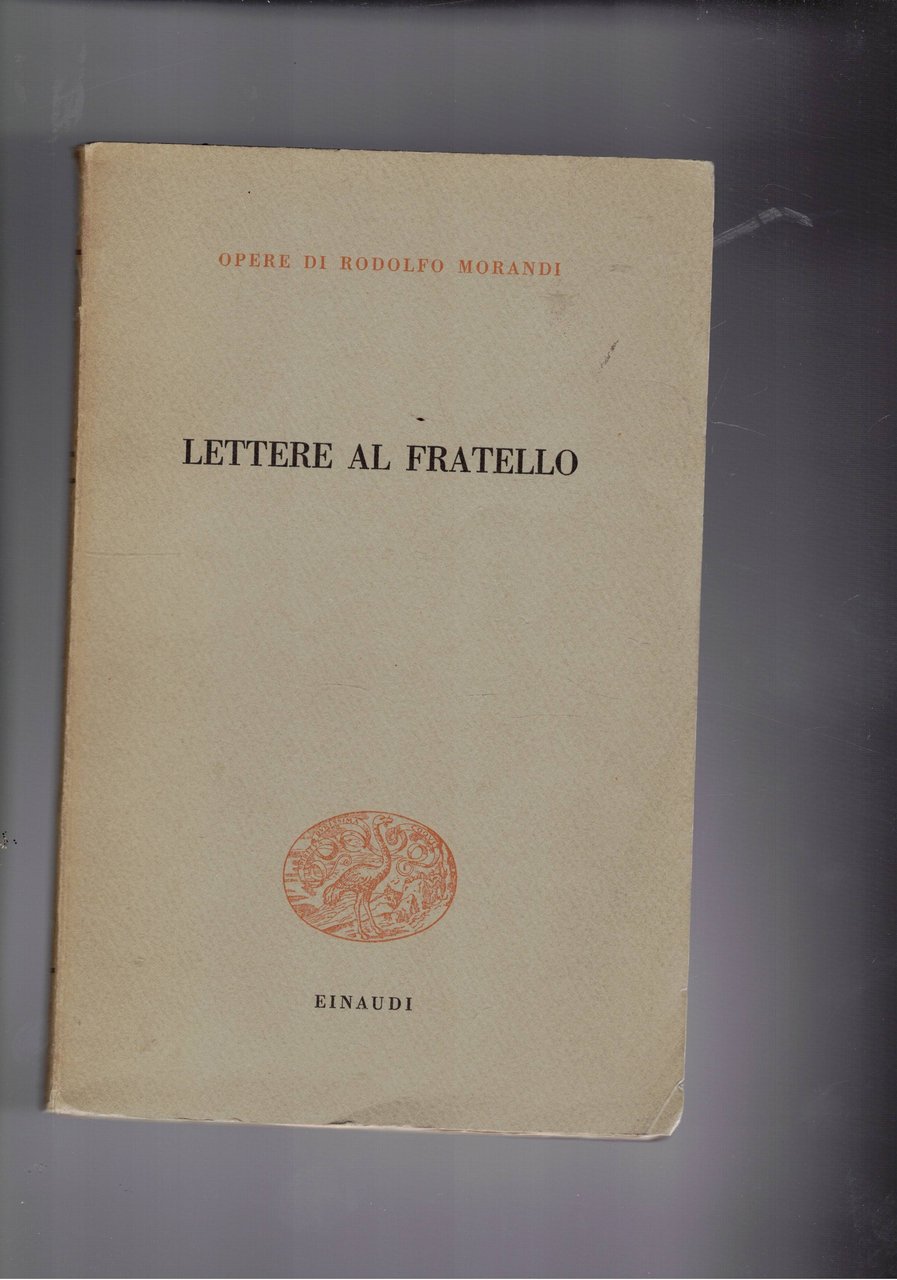 OPERE DI RODOLFO MORANDI
LETTERE AL FRATELLO
EINAUDI